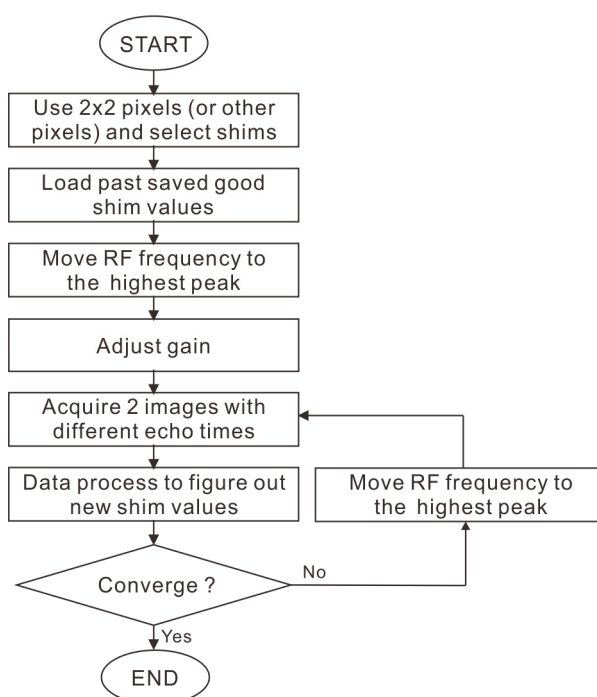 START
Use 2x2 pixels (or other
pixels) and select shims
Load past saved good
shim values
Move RF frequency to
the highest peak
Adjust gain
Acquire 2 images with
different echo times
Data process to figure out
new shim values
Move RF frequency to
the highest peak
Converge ?
No
Yes
END